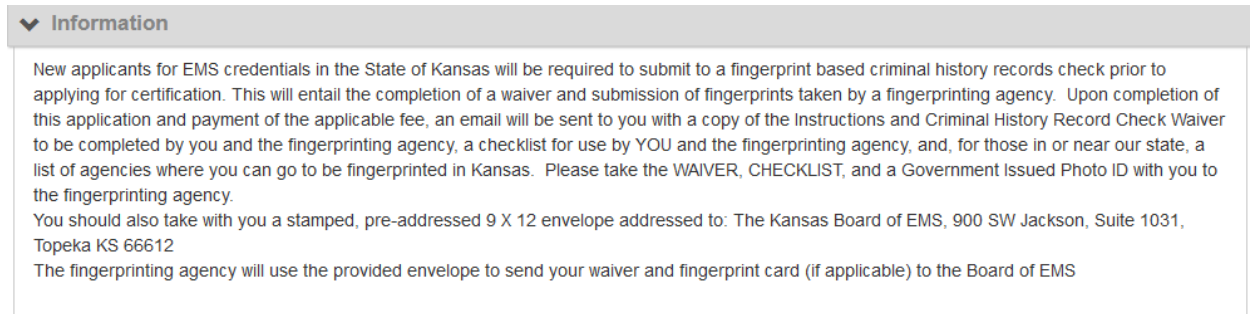 Information
New applicants for EMS credentials in the State of Kansas will be required to submit to a fingerprint based criminal history records check prior to
applying for certification. This will entail the completion of a waiver and submission of fingerprints taken by a fingerprinting agency.  Upon completion of
this application and payment of the applicable fee, an email will be sent to you with a copy of the Instructions and Criminal History Record Check Waiver
to be completed by you and the fingerprinting agency, a checklist for use by YOU and the fingerprinting agency, and, for those in or near our state, a
list of agencies where you can go to be fingerprinted in Kansas.  Please take the WAIVER, CHECKLIST, and a Government Issued Photo ID with you to
the fingerprinting agency.
You should also take with you a stamped, pre-addressed 9 X 12 envelope addressed to: The Kansas Board of EMS, 900 SW Jackson, Suite 1031,
Topeka KS 66612
The fingerprinting agency will use the provided envelope to send your waiver and fingerprint card (if applicable) to the Board of EMS